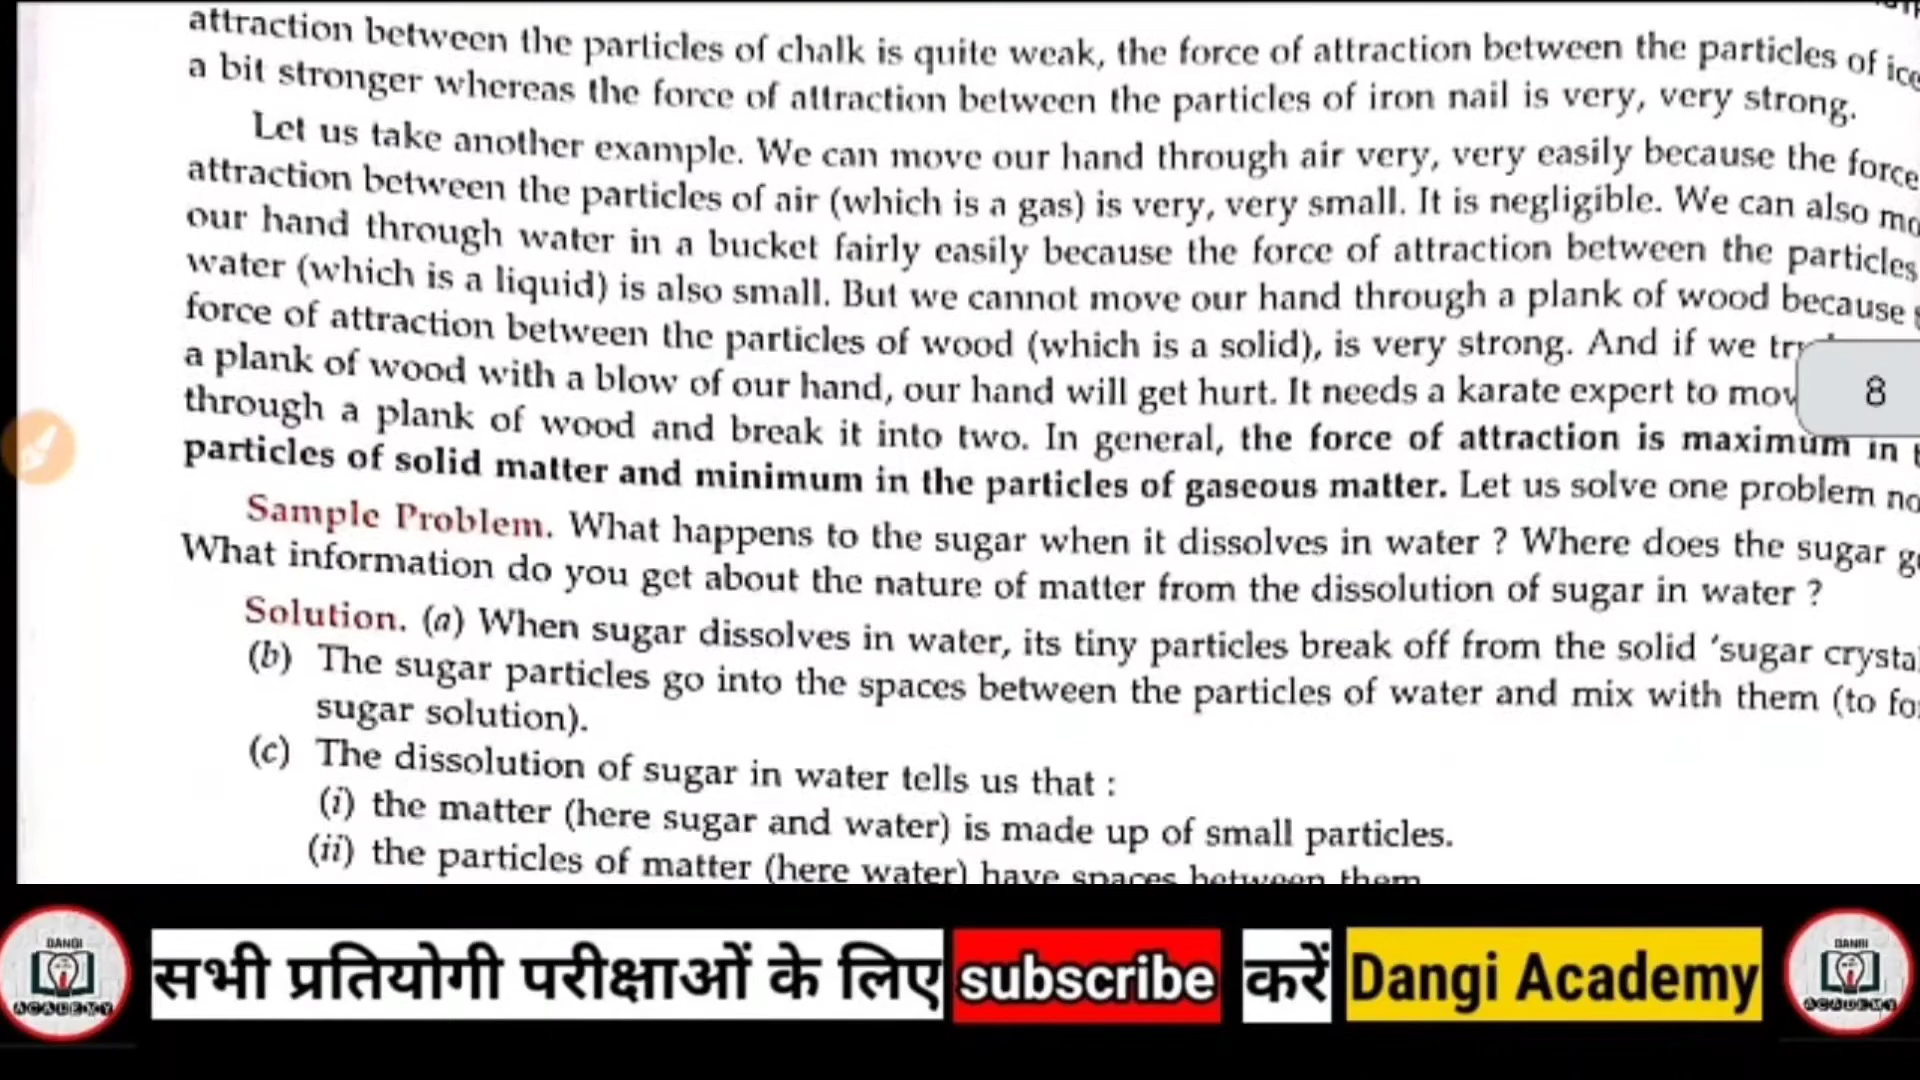 attraction between the particles of chalk is quite weak, the force of attraction between the particles of ice
a bit stronger whereas the force of attraction between the particles of iron nail is very, very strong.
Let us take another example. We can move our hand through air very, very easily because the force
attraction between the particles of air (which is a gas) is very, very small. It is negligible. We can also
our hand through water in a bucket fairly easily because the force of attraction between the particles
water (which is a liquid) is also small. But we cannot move our hand through a plank of wood because
force of attraction between the particles of wood (which is a solid), is very strong. And if we
a plank of wood with a blow of our hand, our hand will get hurt. It needs a karate expert to
8
through a plank of wood and break it into two. In general, the force of attraction is maximum in
particles of solid matter and minimum in the particles of gaseous matter. Let us solve one problem
Sample Problem. What happens to the sugar when it dissolves in water ? Where does the sugar
What information do you get about the nature of matter from the dissolution of sugar in water ?
Solution. (a) When sugar dissolves in water, its tiny particles break off from the solid ‘sugar
(b) The sugar particles go into the spaces between the particles of water and mix with them (to
sugar solution).
(c) The dissolution of sugar in water tells us that :
(i) the matter (here sugar and water) is made up of small particles.
(ii) the particles of matter (here water) have spaces between them
DANGI ACADEMY
सभी प्रतियोगी परीक्षाओं के लिए subscribe करें Dangi Academy
DANGI ACADEMY